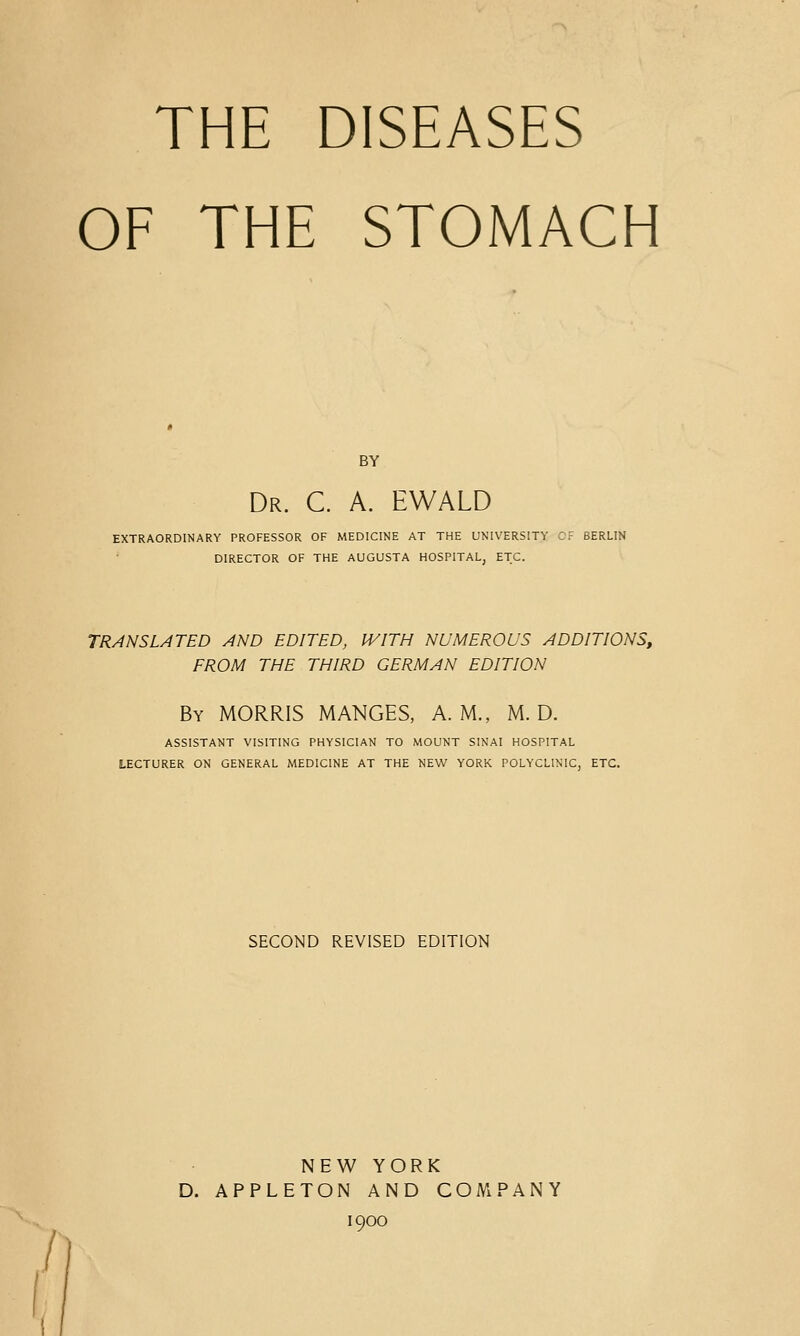 THE DISEASES
OF THE STOMACH
BY
DR. C. A. EWALD
EXTRAORDINARY PROFESSOR OF MEDICINE AT THE UNIVERSITY OF BERLIN
DIRECTOR OF THE AUGUSTA HOSPITAL, ETC.
TRANSLATED AND EDITED, WITH NUMEROUS ADDITIONS,
FROM THE THIRD GERMAN EDITION
BY MORRIS MANGES, A. M., M. D.
ASSISTANT VISITING PHYSICIAN TO MOUNT SINAI HOSPITAL
LECTURER ON GENERAL MEDICINE AT THE NEW YORK POLYCLINIC, ETC.
SECOND REVISED EDITION
NEW YORK
D. APPLETON AND COMPANY
1900